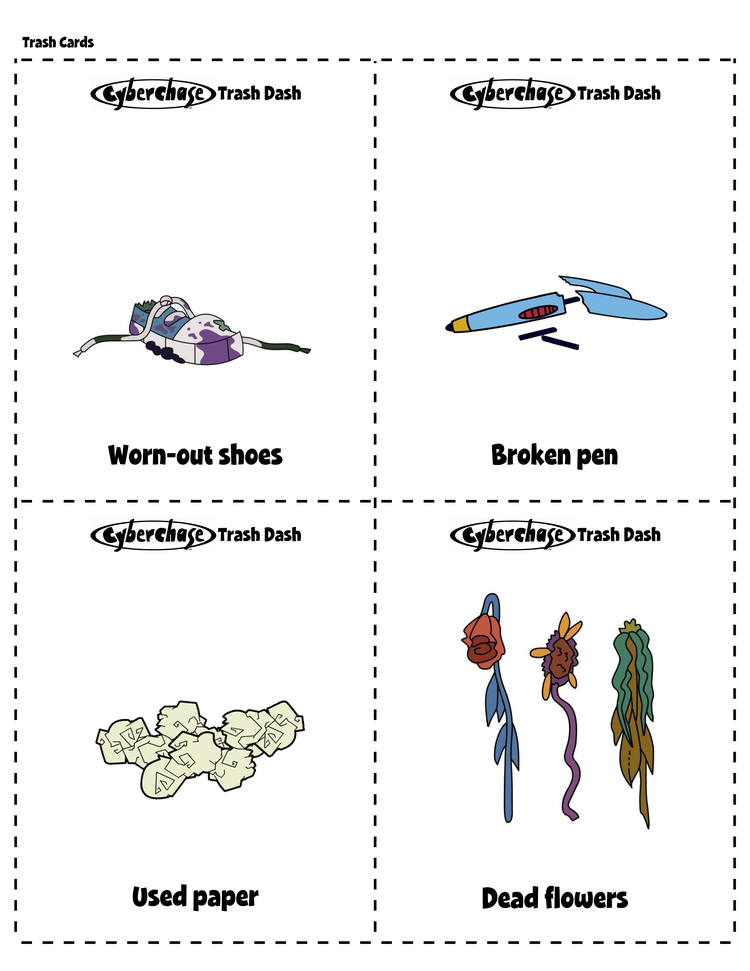 Trash Cards
Cyberchase Trash Dash
Cyberchase Trash Dash
Worn-out shoes
Broken pen
Cyberchase Trash Dash
Cyberchase Trash Dash
Used paper
Dead flowers